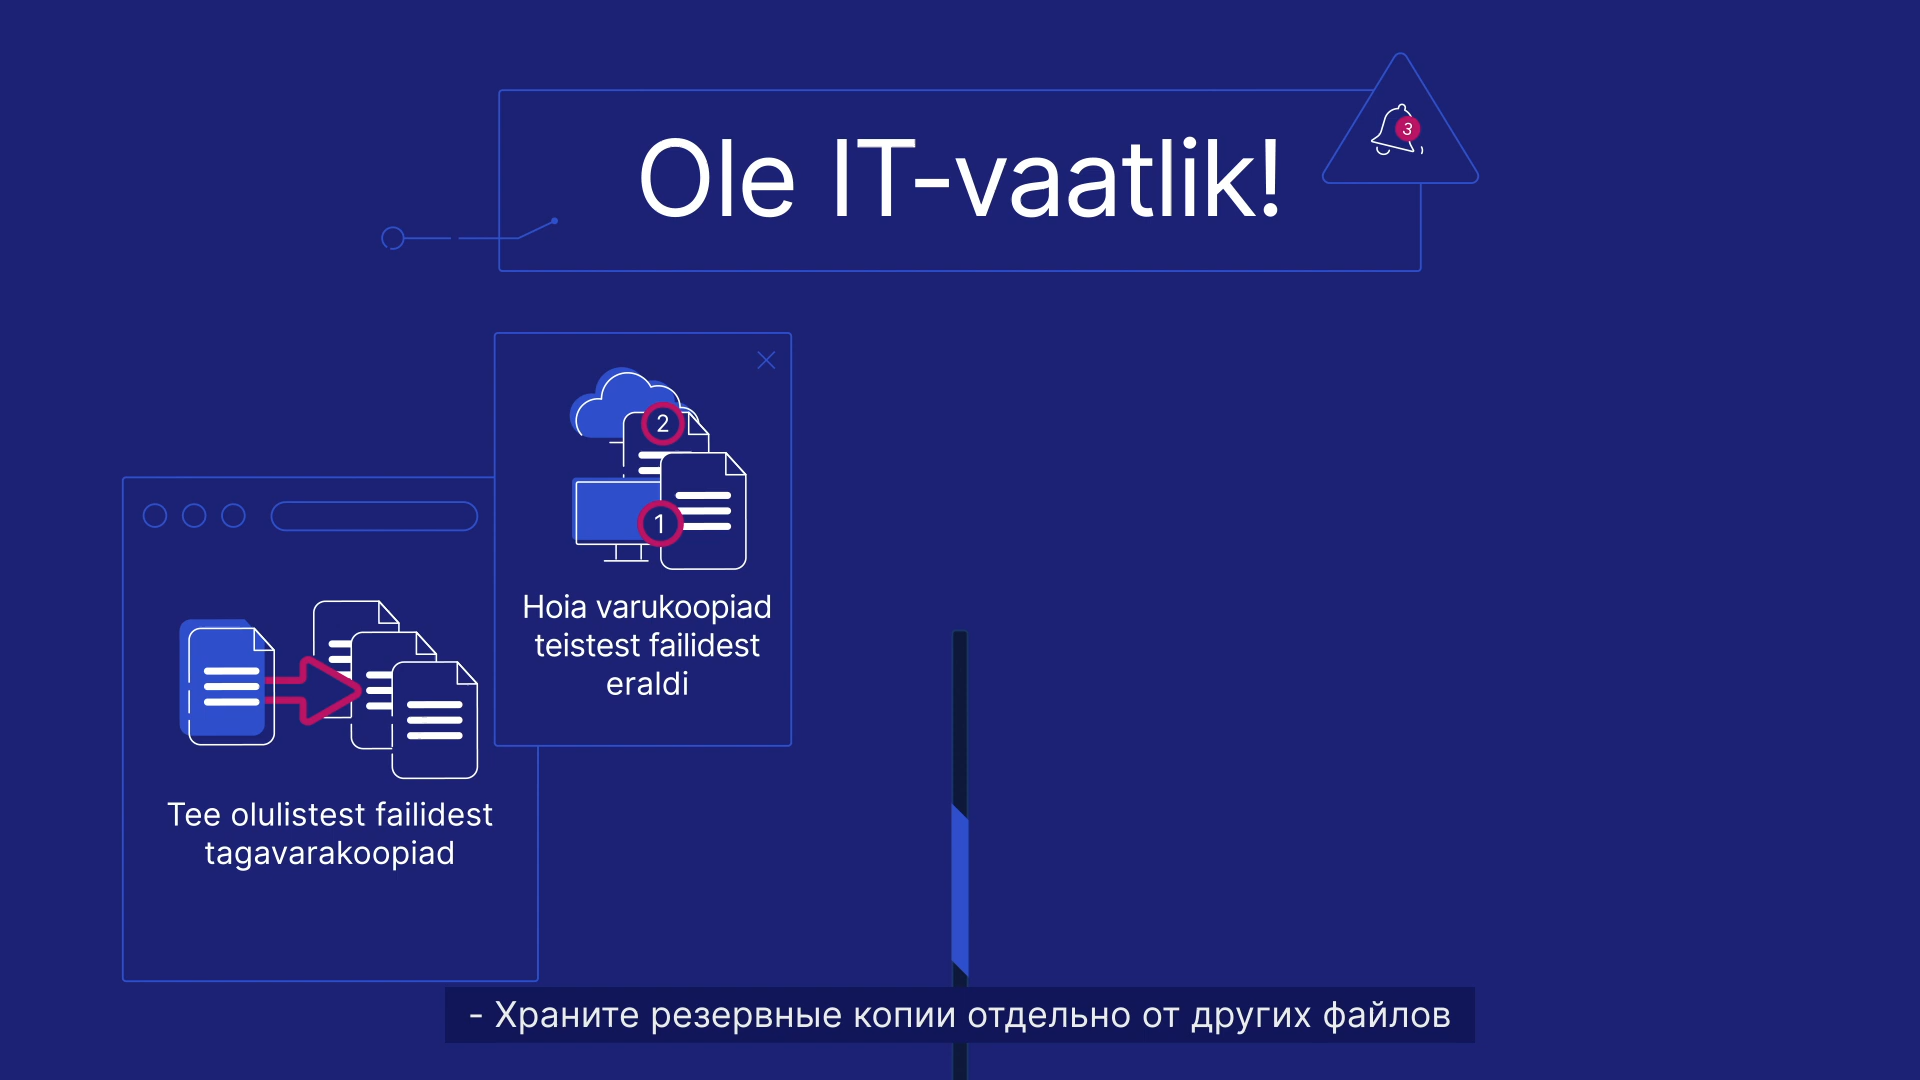 Ole IT-vaatlik!
3
2
1
Hoia varukoopiad
teistest failidest
eraldi
Tee olulistest failidest
tagavarakoopiad
- Храните резервные копии отдельно от других файлов